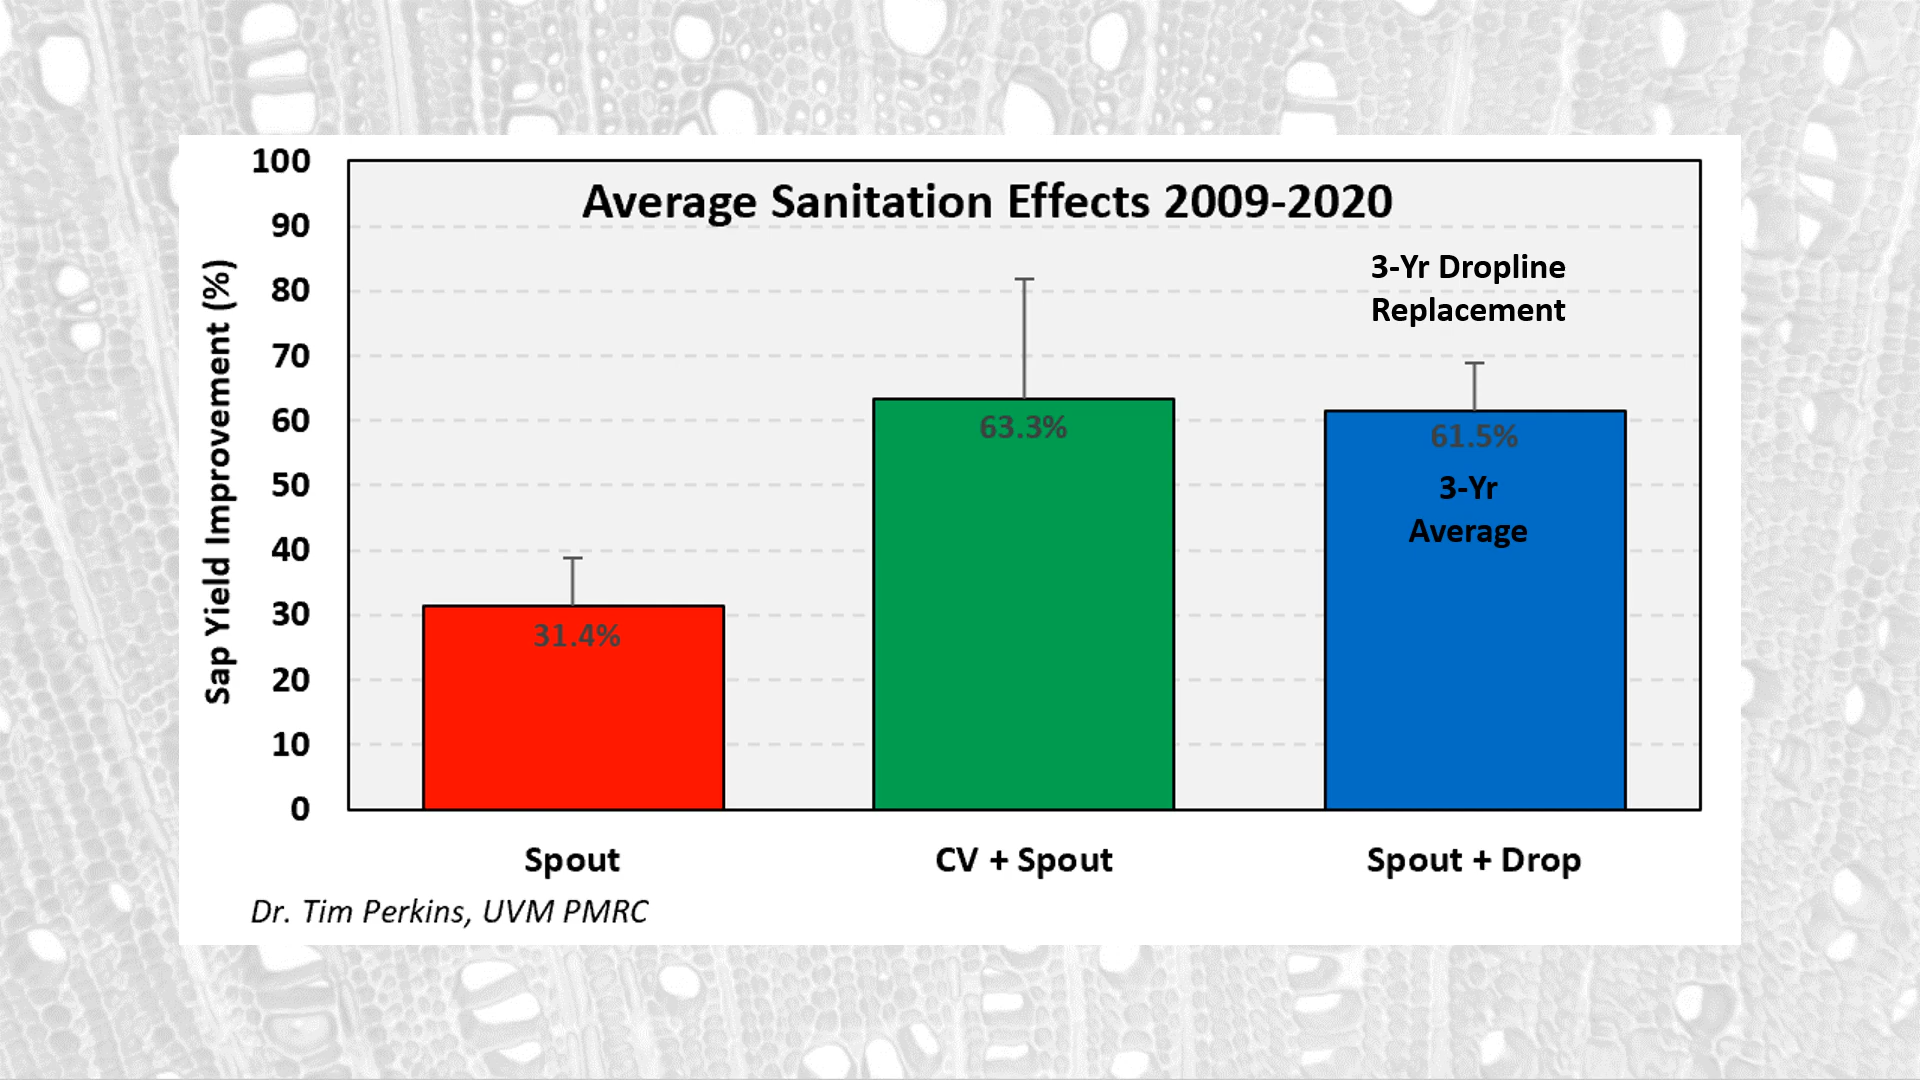 Average Sanitation Effects 2009-2020
Sap Yield Improvement (%)
100
90
80
70
60
50
40
30
20
10
0
3-Yr Dropline
Replacement
31.4%
63.3%
61.5%
3-Yr
Average
Spout
CV + Spout
Spout + Drop
Dr. Tim Perkins, UVM PMRC